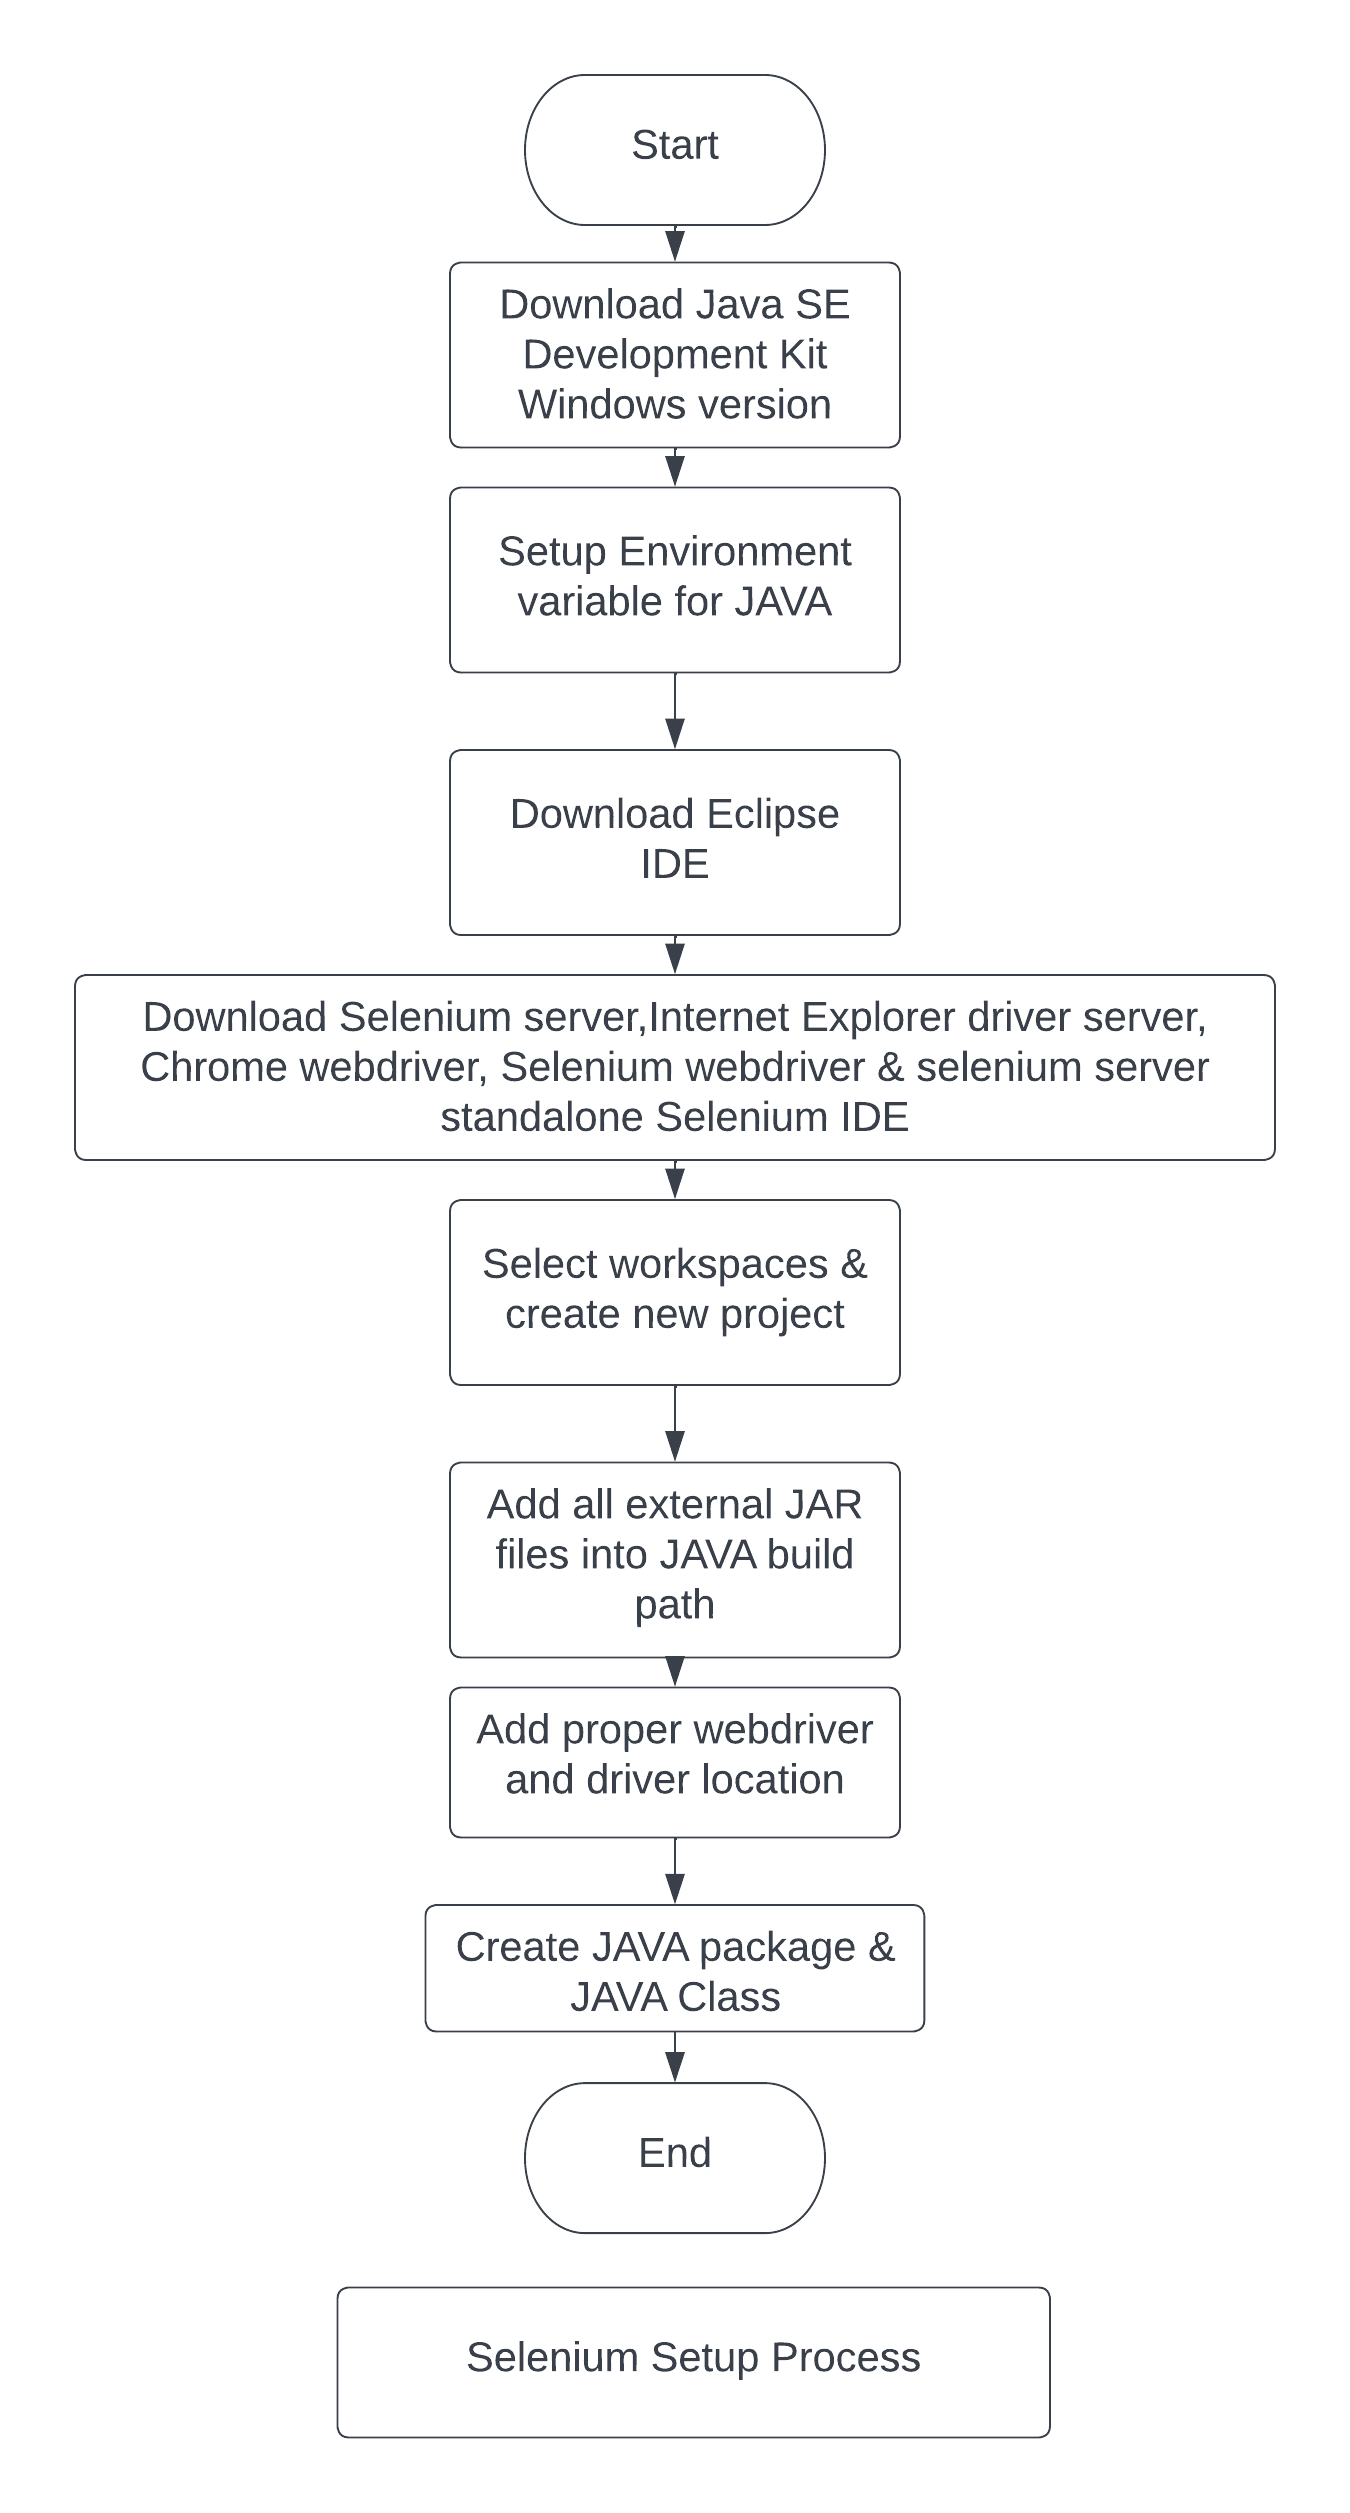 Start
Download Java SE
Development Kit
Windows version
Setup Environment
variable for JAVA
Download Eclipse
IDE
Download Selenium server,Internet Explorer driver server,
Chrome webdriver, Selenium webdriver & selenium server
standalone Selenium IDE
Select workspaces &
create new project
Add all external JAR
files into JAVA build
path
Add proper webdriver
and driver location
Create JAVA package &
JAVA Class
End
Selenium Setup Process